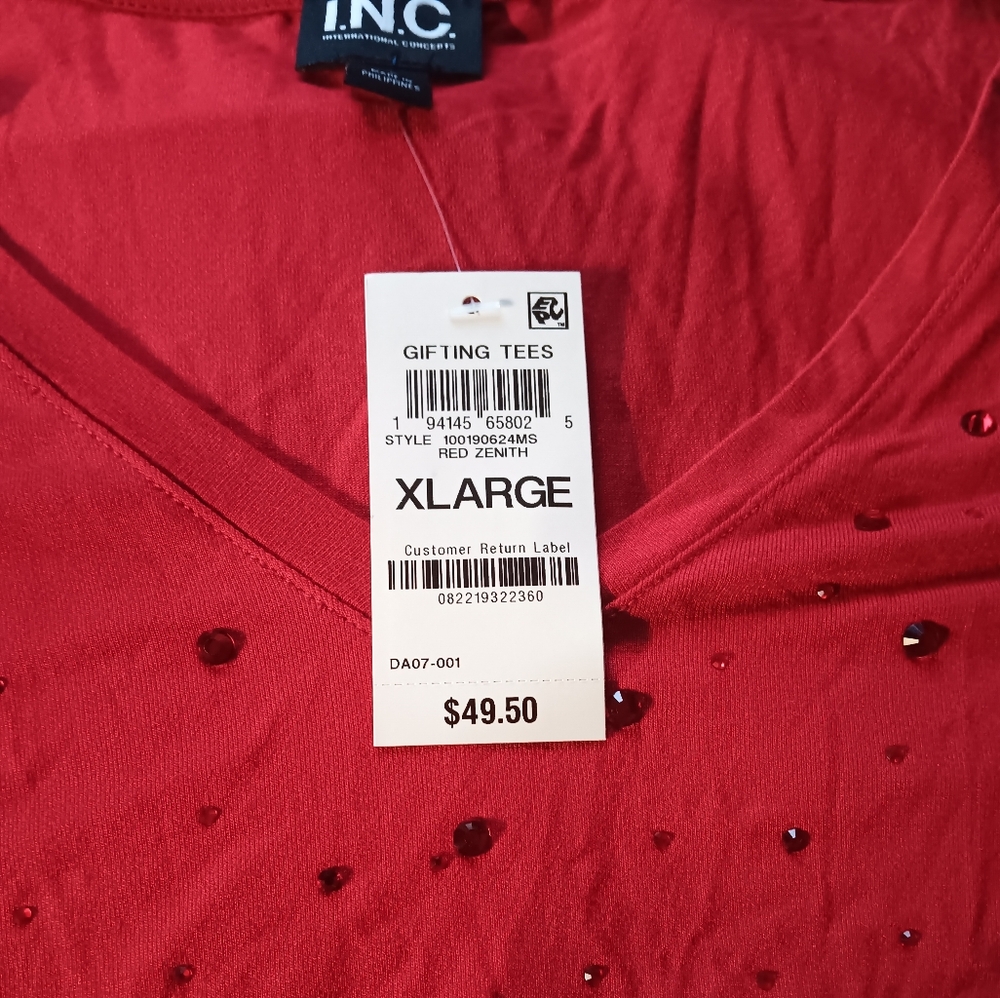 I.N.C.
INTERNATIONAL CONCEPTS
MADE IN
PHILIPPINES
EZPC™
GIFTING TEES
1 94145 65802 5
STYLE 100190624MS
RED ZENITH
XLARGE
Customer Return Label
082219322360
DA07-001
$49.50